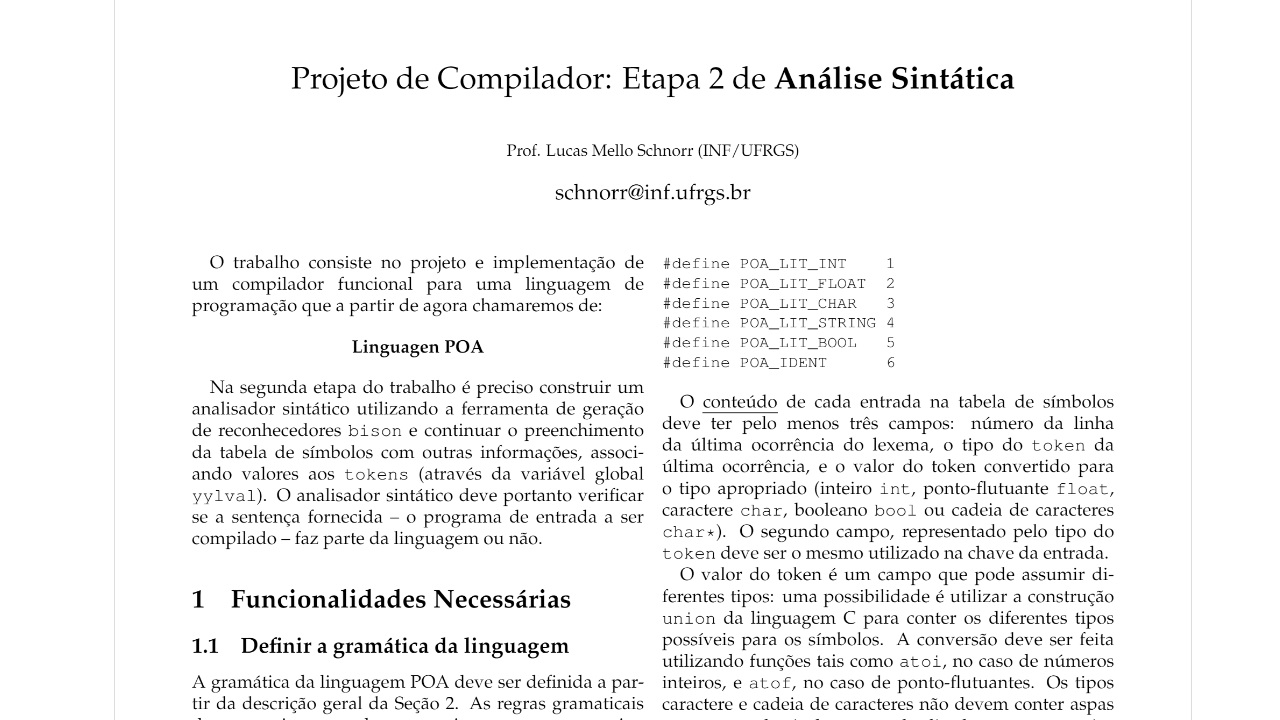 Projeto de Compilador: Etapa 2 de Análise Sintática
Prof. Lucas Mello Schnorr (INF/UFRGS)
schnorr@inf.ufrgs.br
O trabalho consiste no projeto e implementação de
um compilador funcional para uma linguagem de
programação que a partir de agora chamaremos de:
Linguagen POA
Na segunda etapa do trabalho é preciso construir um
analisador sintático utilizando a ferramenta de geração
de reconhecedores bison e continuar o preenchimento
da tabela de símbolos com outras informações, associ-
ando valores aos tokens (através da variável global
yylval). O analisador sintático deve portanto verificar
se a sentença fornecida – o programa de entrada a ser
compilado – faz parte da linguagem ou não.
1 Funcionalidades Necessárias
1.1 Definir a gramática da linguagem
A gramática da linguagem POA deve ser definida a par-
tir da descrição geral da Seção 2. As regras gramaticais
#define POA_LIT_INT 1
#define POA_LIT_FLOAT 2
#define POA_LIT_CHAR 3
#define POA_LIT_STRING 4
#define POA_LIT_BOOL 5
#define POA_IDENT 6
O conteúdo de cada entrada na tabela de símbolos
deve ter pelo menos três campos: número da linha
da última ocorrência do lexema, o tipo do token da
última ocorrência, e o valor do token convertido para
o tipo apropriado (inteiro int, ponto-flutuante float,
caractere char, booleano bool ou cadeia de caracteres
char*). O segundo campo, representado pelo tipo do
token deve ser o mesmo utilizado na chave da entrada.
O valor do token é um campo que pode assumir di-
ferentes tipos: uma possibilidade é utilizar a construção
union da linguagem C para conter os diferentes tipos
possíveis para os símbolos. A conversão deve ser feita
utilizando funções tais como atoi, no caso de números
inteiros, e atof, no caso de ponto-flutuantes. Os tipos
caractere e cadeia de caracteres não devem conter aspas